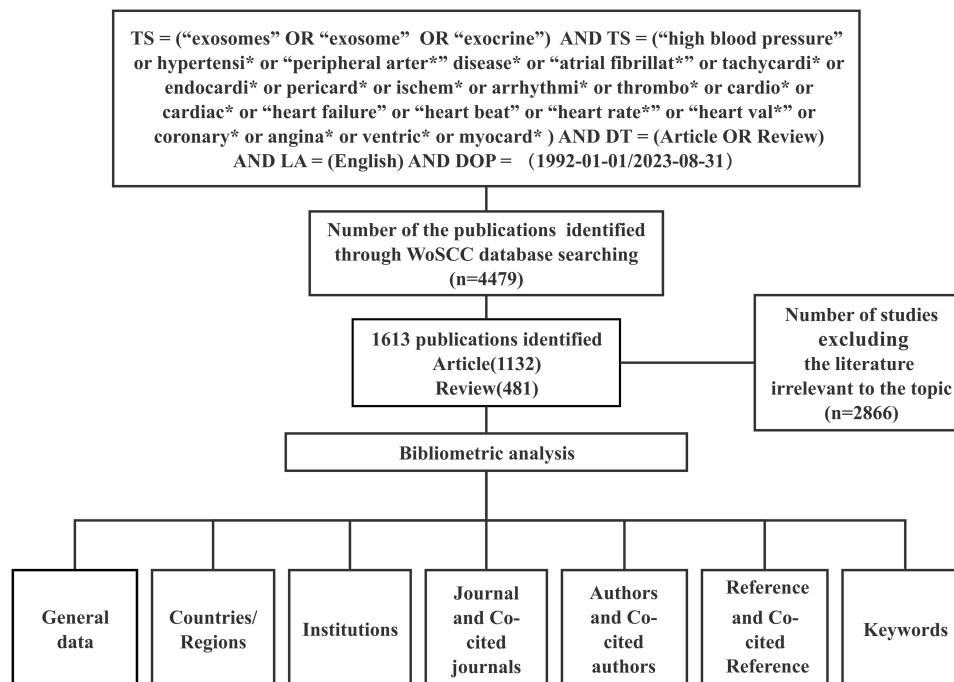 TS = (“exosomes” OR “exosome” OR “exocrine”) AND TS = (“high blood pressure”
or hypertensi* or “peripheral arter*” disease* or “atrial fibrillat*” or tachycardi* or
endocardi* or pericard* or ischem* or arrhythmi* or thrombo* or cardio* or
cardiac* or “heart failure” or “heart beat” or “heart rate*” or “heart val*” or
coronary* or angina* or ventric* or myocard* ) AND DT = (Article OR Review)
AND LA = (English) AND DOP = （1992-01-01/2023-08-31）
Number of the publications identified
through WoSCC database searching
(n=4479)
1613 publications identified
Article(1132)
Review(481)
Number of studies
excluding
the literature
irrelevant to the topic
(n=2866)
Bibliometric analysis
General
data
Countries/
Regions
Institutions
Journal
and Co-
cited
journals
Authors
and Co-
cited
authors
Reference
and Co-
cited
Reference
Keywords